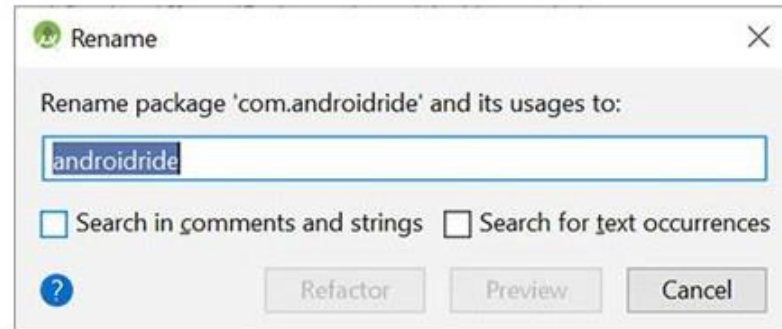 Rename
Rename package 'com.androidride' and its usages to:
androidride
Search in comments and strings Search for text occurrences
? Refactor Preview Cancel